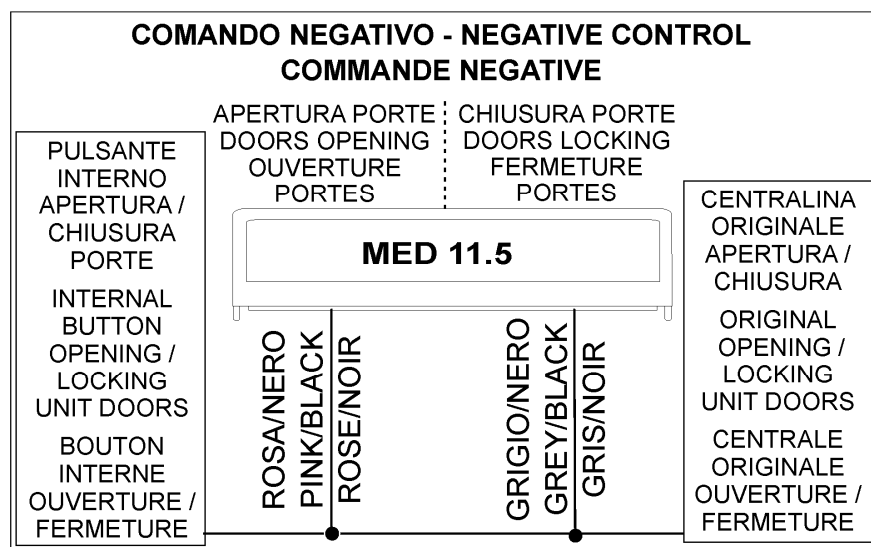 COMANDO NEGATIVO - NEGATIVE CONTROL
COMMANDE NEGATIVE
APERTURA PORTE
DOORS OPENING
OUVERTURE
PORTES
CHIUSURA PORTE
DOORS LOCKING
FERMETURE
PORTES
PULSANTE
INTERNO
APERTURA /
CHIUSURA
PORTE
INTERNAL
BUTTON
OPENING /
LOCKING
UNIT DOORS
BOUTON
INTERNE
OUVERTURE /
FERMETURE
MED 11.5
ROSA/NERO
PINK/BLACK
ROSE/NOIR
GRIGIO/NERO
GREY/BLACK
GRIS/NOIR
CENTRALINA
ORIGINALE
APERTURA /
CHIUSURA
ORIGINAL
OPENING /
LOCKING
UNIT DOORS
CENTRALE
ORIGINALE
OUVERTURE /
FERMETURE